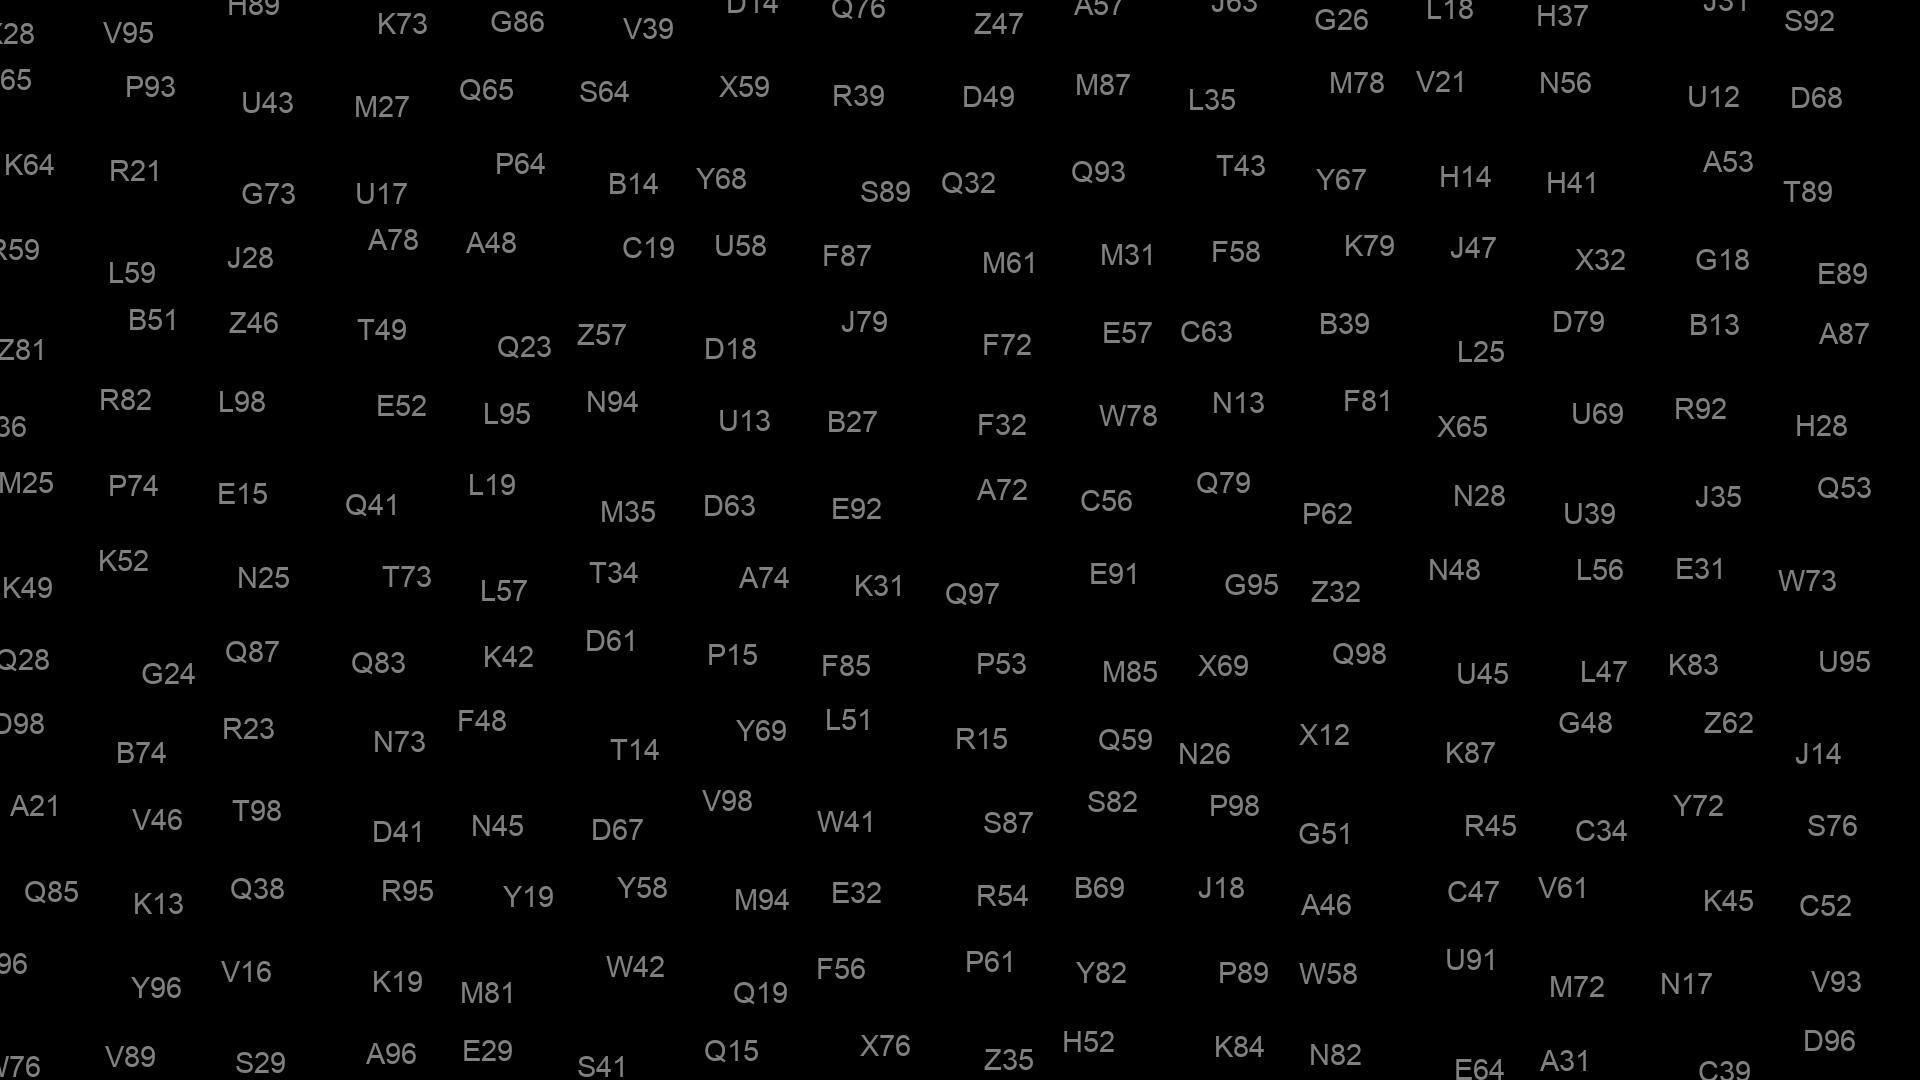 H89 K73 G86 V39 D14 Q76 Z47 A57 J63 G26 L18 H37 J31 S92
V95
P93 U43 M27 Q65 S64 X59 R39 D49 M87 L35 M78 V21 N56 U12 D68
K64 R21 G73 U17 P64 B14 Y68 S89 Q32 Q93 T43 Y67 H14 H41 A53 T89
R59 L59 J28 A78 A48 C19 U58 F87 M61 M31 F58 K79 J47 X32 G18 E89
Z81 B51 Z46 T49 Q23 Z57 D18 J79 F72 E57 C63 B39 L25 D79 B13 A87
R82 L98 E52 L95 N94 U13 B27 F32 W78 N13 F81 X65 U69 R92 H28
M25 P74 E15 Q41 L19 M35 D63 E92 A72 C56 Q79 P62 N28 U39 J35 Q53
K49 K52 N25 T73 L57 T34 A74 K31 Q97 E91 G95 Z32 N48 L56 E31 W73
Q28 G24 Q87 Q83 K42 D61 P15 F85 P53 M85 X69 Q98 U45 L47 K83 U95
D98 B74 R23 N73 F48 T14 Y69 L51 R15 Q59 N26 X12 K87 G48 Z62 J14
A21 V46 T98 D41 N45 D67 V98 W41 S87 S82 P98 G51 R45 C34 Y72 S76
Q85 K13 Q38 R95 Y19 Y58 M94 E32 R54 B69 J18 A46 C47 V61 K45 C52
Y96 V16 K19 M81 W42 Q19 F56 P61 Y82 P89 W58 U91 M72 N17 V93
W76 V89 S29 A96 E29 S41 Q15 X76 Z35 H52 K84 N82 E64 A31 C39 D96